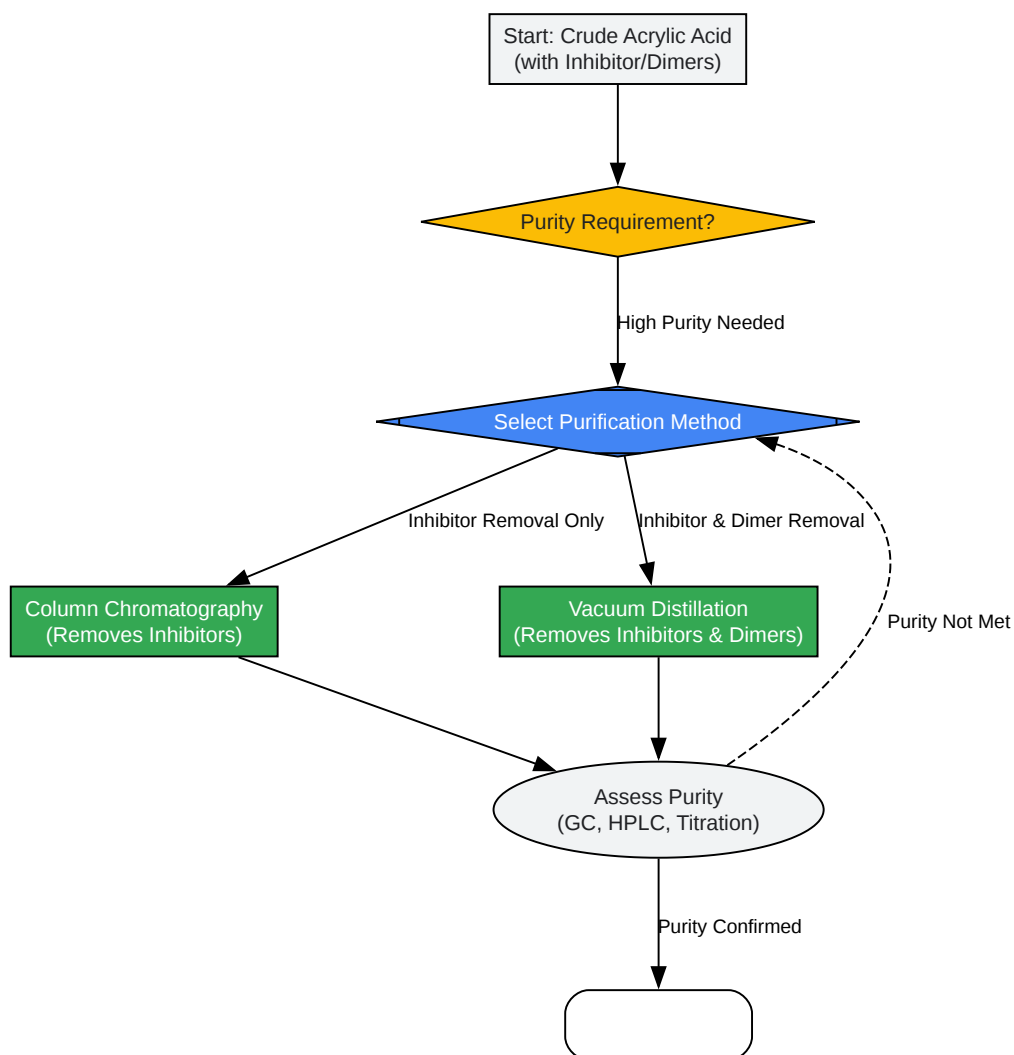 Start: Crude Acrylic Acid
(with Inhibitor/Dimers)
Purity Requirement?
High Purity Needed
Select Purification Method
Inhibitor Removal Only
Inhibitor & Dimer Removal
Column Chromatography
(Removes Inhibitors)
Vacuum Distillation
(Removes Inhibitors & Dimers)
Purity Not Met
Assess Purity
(GC, HPLC, Titration)
Purity Confirmed